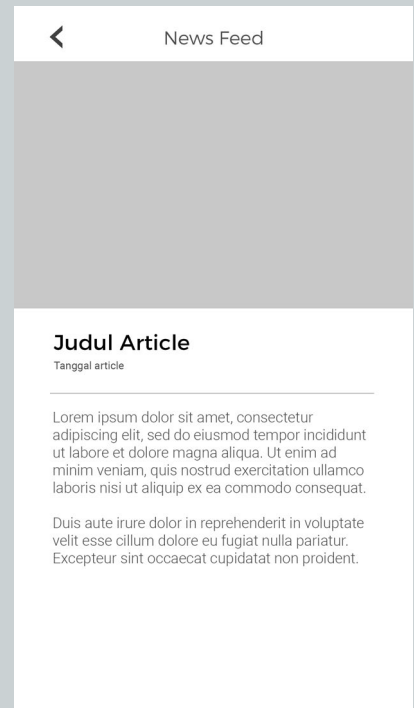 News Feed
Judul Article
Tanggal article
Lorem ipsum dolor sit amet, consectetur
adipiscing elit, sed do eiusmod tempor incididunt
ut labore et dolore magna aliqua. Ut enim ad
minim veniam, quis nostrud exercitation ullamco
laboris nisi ut aliquip ex ea commodo consequat.
Duis aute irure dolor in reprehenderit in voluptate
velit esse cillum dolore eu fugiat nulla pariatur.
Excepteur sint occaecat cupidatat non proident.